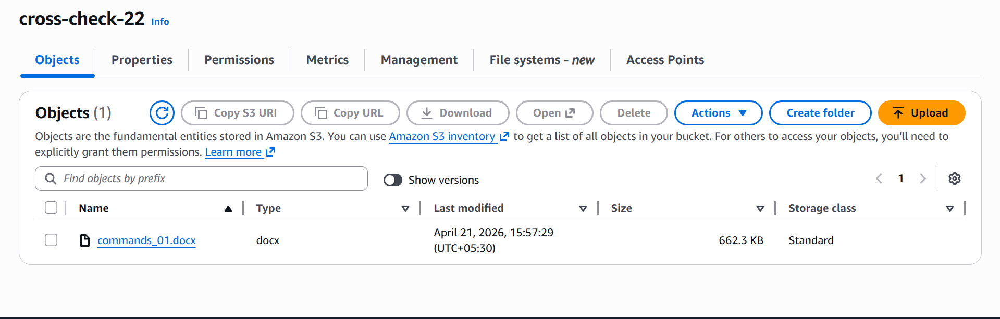 cross-check-22 Info
Objects Properties Permissions Metrics Management File systems - new Access Points
Objects (1) Copy S3 URI Copy URL Download Open Delete Actions Create folder Upload
Objects are the fundamental entities stored in Amazon S3. You can use Amazon S3 inventory to get a list of all objects in your bucket. For others to access your objects, you'll need to
explicitly grant them permissions. Learn more
Find objects by prefix Show versions 1
Name Type Last modified Size Storage class
commands_01.docx docx April 21, 2026, 15:57:29 662.3 KB Standard
(UTC+05:30)